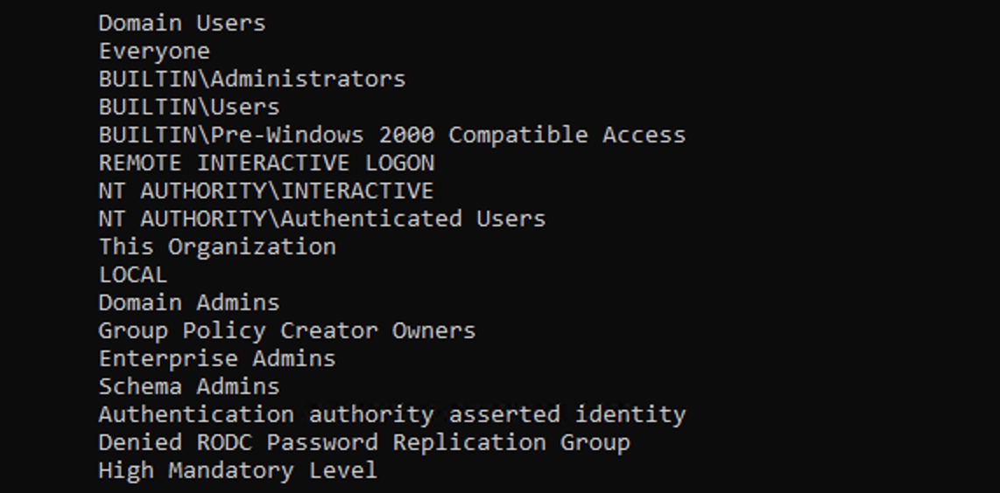 Domain Users
Everyone
BUILTIN\Administrators
BUILTIN\Users
BUILTIN\Pre-Windows 2000 Compatible Access
REMOTE INTERACTIVE LOGON
NT AUTHORITY\INTERACTIVE
NT AUTHORITY\Authenticated Users
This Organization
LOCAL
Domain Admins
Group Policy Creator Owners
Enterprise Admins
Schema Admins
Authentication authority asserted identity
Denied RODC Password Replication Group
High Mandatory Level